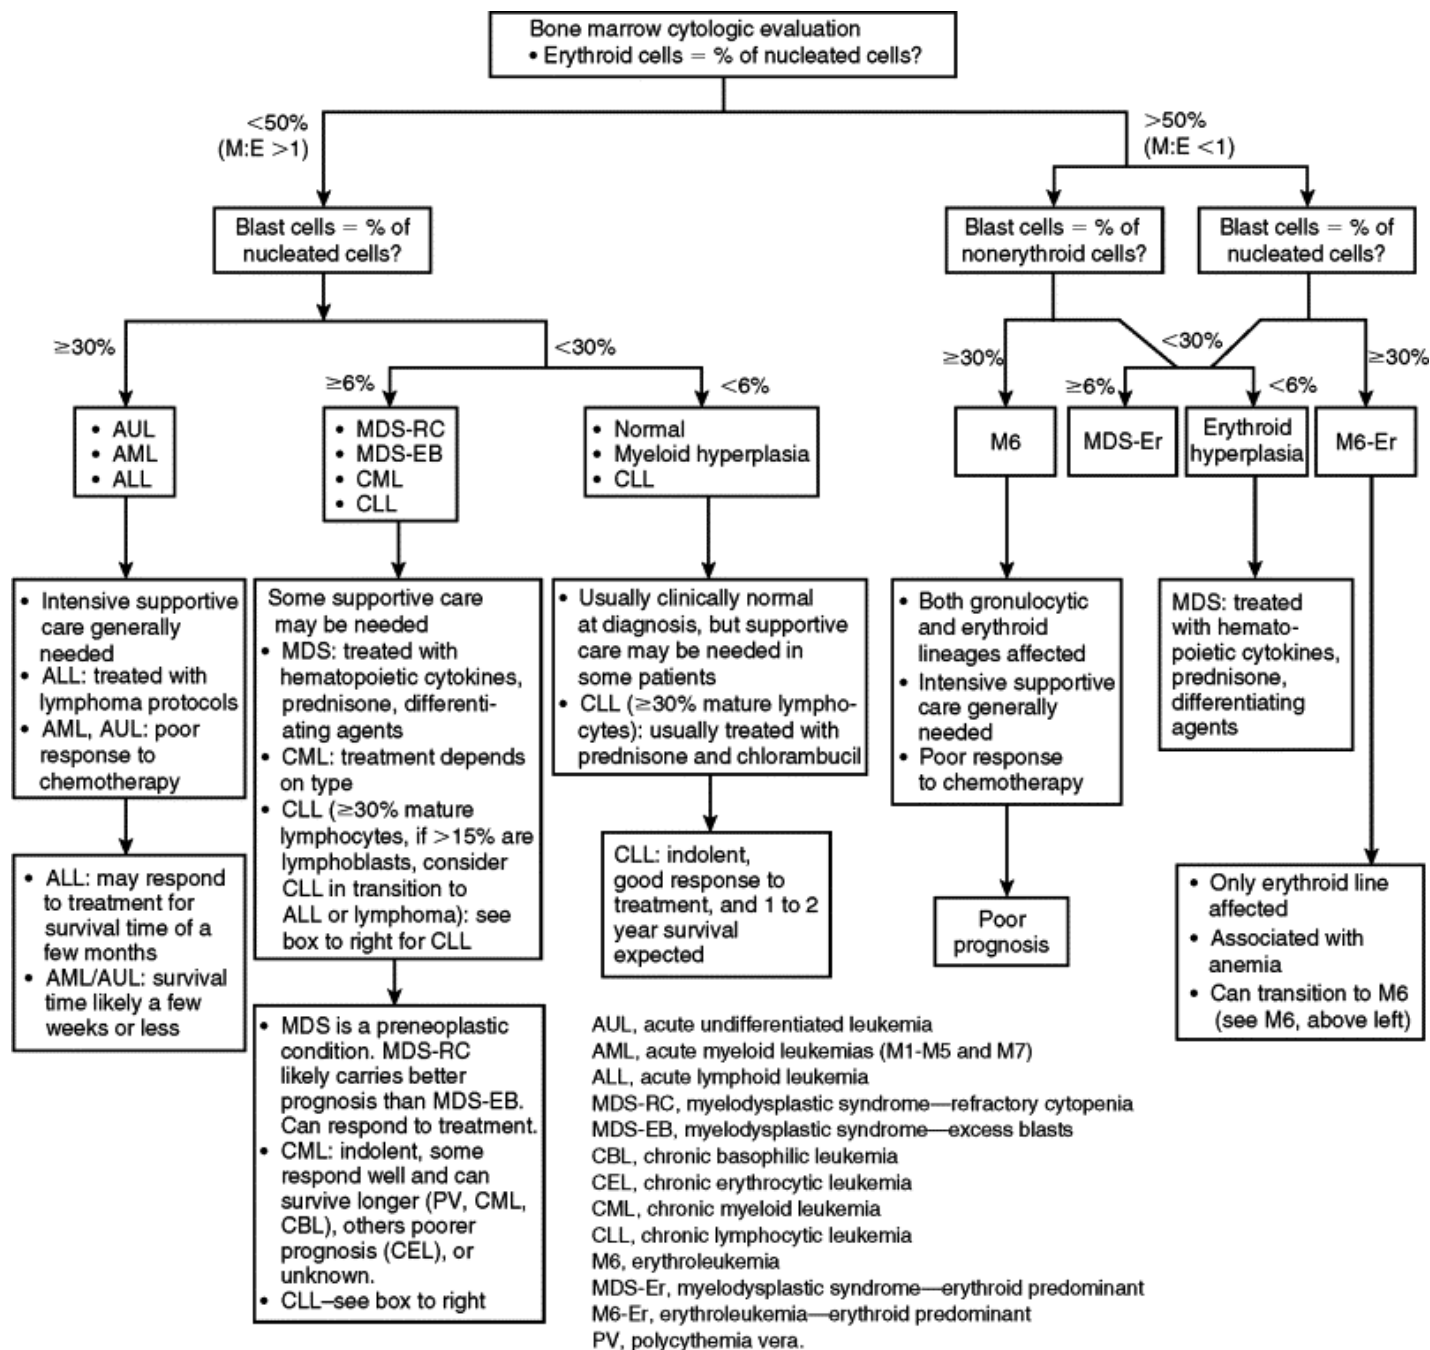 Bone marrow cytologic evaluation
• Erythroid cells = % of nucleated cells?
<50%
(M:E >1)
>50%
(M:E <1)
Blast cells = % of
nucleated cells?
Blast cells = % of
nonerythroid cells?
Blast cells = % of
nucleated cells?
≥30%
<30%
≥6%
<6%
≥30%
<30%
≥6%
<6%
≥30%
• AUL
• AML
• ALL
• MDS-RC
• MDS-EB
• CML
• CLL
• Normal
• Myeloid hyperplasia
• CLL
M6
MDS-Er
Erythroid
hyperplasia
M6-Er
• Intensive supportive
care generally
needed
• ALL: treated with
lymphoma protocols
• AML, AUL: poor
response to
chemotherapy
Some supportive care
may be needed
• MDS: treated with
hematopoietic cytokines,
prednisone, differenti-
ating agents
• CML: treatment depends
on type
• CLL (≥30% mature
lymphocytes, if >15% are
lymphoblasts, consider
CLL in transition to
ALL or lymphoma): see
box to right for CLL
• Usually clinically normal
at diagnosis, but supportive
care may be needed in
some patients
• CLL (≥30% mature lympho-
cytes): usually treated with
prednisone and chlorambucil
• Both gronulocytic
and erythroid
lineages affected
• Intensive supportive
care generally
needed
• Poor response
to chemotherapy
MDS: treated
with hemato-
poietic cytokines,
prednisone,
differentiating
agents
• ALL: may respond
to treatment for
survival time of a
few months
• AML/AUL: survival
time likely a few
weeks or less
CLL: indolent,
good response to
treatment, and 1 to 2
year survival
expected
Poor
prognosis
• Only erythroid line
affected
• Associated with
anemia
• Can transition to M6
(see M6, above left)
• MDS is a preneoplastic
condition. MDS-RC
likely carries better
prognosis than MDS-EB.
Can respond to treatment.
• CML: indolent, some
respond well and can
survive longer (PV, CML,
CBL), others poorer
prognosis (CEL), or
unknown.
• CLL–see box to right
AUL, acute undifferentiated leukemia
AML, acute myeloid leukemias (M1-M5 and M7)
ALL, acute lymphoid leukemia
MDS-RC, myelodysplastic syndrome—refractory cytopenia
MDS-EB, myelodysplastic syndrome—excess blasts
CBL, chronic basophilic leukemia
CEL, chronic erythrocytic leukemia
CML, chronic myeloid leukemia
CLL, chronic lymphocytic leukemia
M6, erythroleukemia
MDS-Er, myelodysplastic syndrome—erythroid predominant
M6-Er, erythroleukemia—erythroid predominant
PV, polycythemia vera.